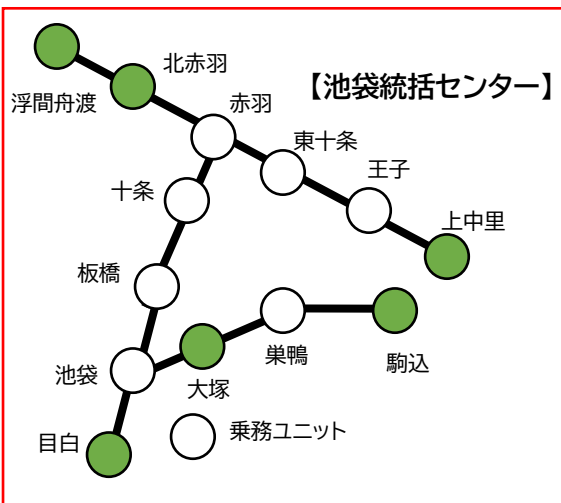 北赤羽
【池袋統括センター】
浮間舟渡
赤羽
東十条
王子
十条
上中里
板橋
巣鴨
駒込
池袋
大塚
乗務ユニット
目白